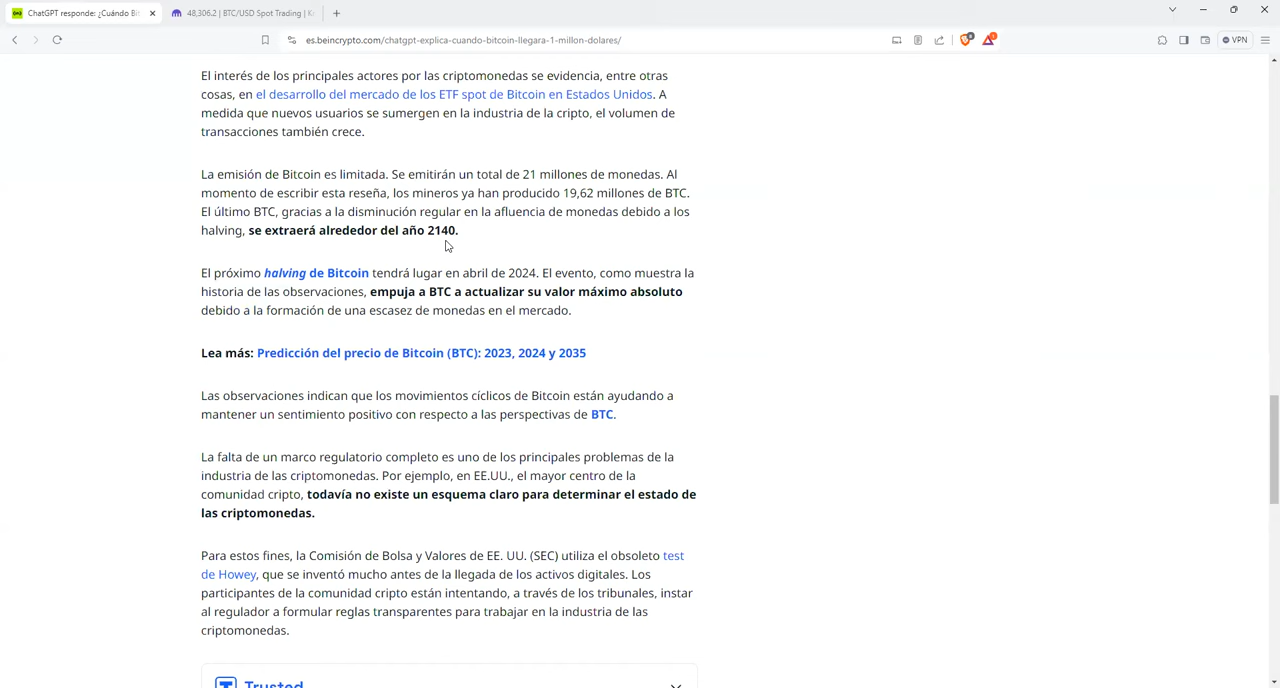 ChatGPT responde: ¿Cuándo Bi
48,306.2 | BTC/USD Spot Trading |
es.beincrypto.com/chatgpt-explica-cuando-bitcoin-llegara-1-millon-dolares/
VPN
El interés de los principales actores por las criptomonedas se evidencia, entre otras
cosas, en el desarrollo del mercado de los ETF spot de Bitcoin en Estados Unidos. A
medida que nuevos usuarios se sumergen en la industria de la cripto, el volumen de
transacciones también crece.
La emisión de Bitcoin es limitada. Se emitirán un total de 21 millones de monedas. Al
momento de escribir esta reseña, los mineros ya han producido 19,62 millones de BTC.
El último BTC, gracias a la disminución regular en la afluencia de monedas debido a los
halving, se extraerá alrededor del año 2140.
El próximo halving de Bitcoin tendrá lugar en abril de 2024. El evento, como muestra la
historia de las observaciones, empuja a BTC a actualizar su valor máximo absoluto
debido a la formación de una escasez de monedas en el mercado.
Lea más: Predicción del precio de Bitcoin (BTC): 2023, 2024 y 2035
Las observaciones indican que los movimientos cíclicos de Bitcoin están ayudando a
mantener un sentimiento positivo con respecto a las perspectivas de BTC.
La falta de un marco regulatorio completo es uno de los principales problemas de la
industria de las criptomonedas. Por ejemplo, en EE.UU., el mayor centro de la
comunidad cripto, todavía no existe un esquema claro para determinar el estado de
las criptomonedas.
Para estos fines, la Comisión de Bolsa y Valores de EE. UU. (SEC) utiliza el obsoleto test
de Howey, que se inventó mucho antes de la llegada de los activos digitales. Los
participantes de la comunidad cripto están intentando, a través de los tribunales, instar
al regulador a formular reglas transparentes para trabajar en la industria de las
criptomonedas.
Trusted